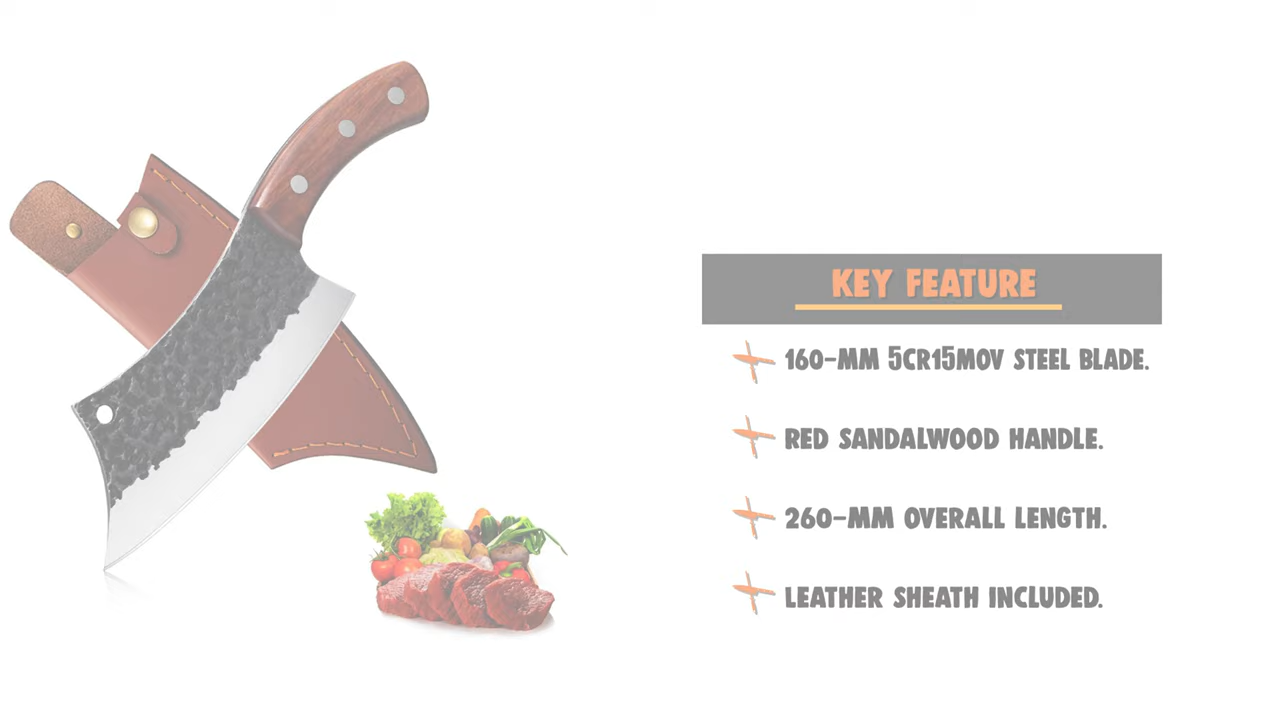 KEY FEATURE
160-MM 5CR15MOV STEEL BLADE.
RED SANDALWOOD HANDLE.
260-MM OVERALL LENGTH.
LEATHER SHEATH INCLUDED.